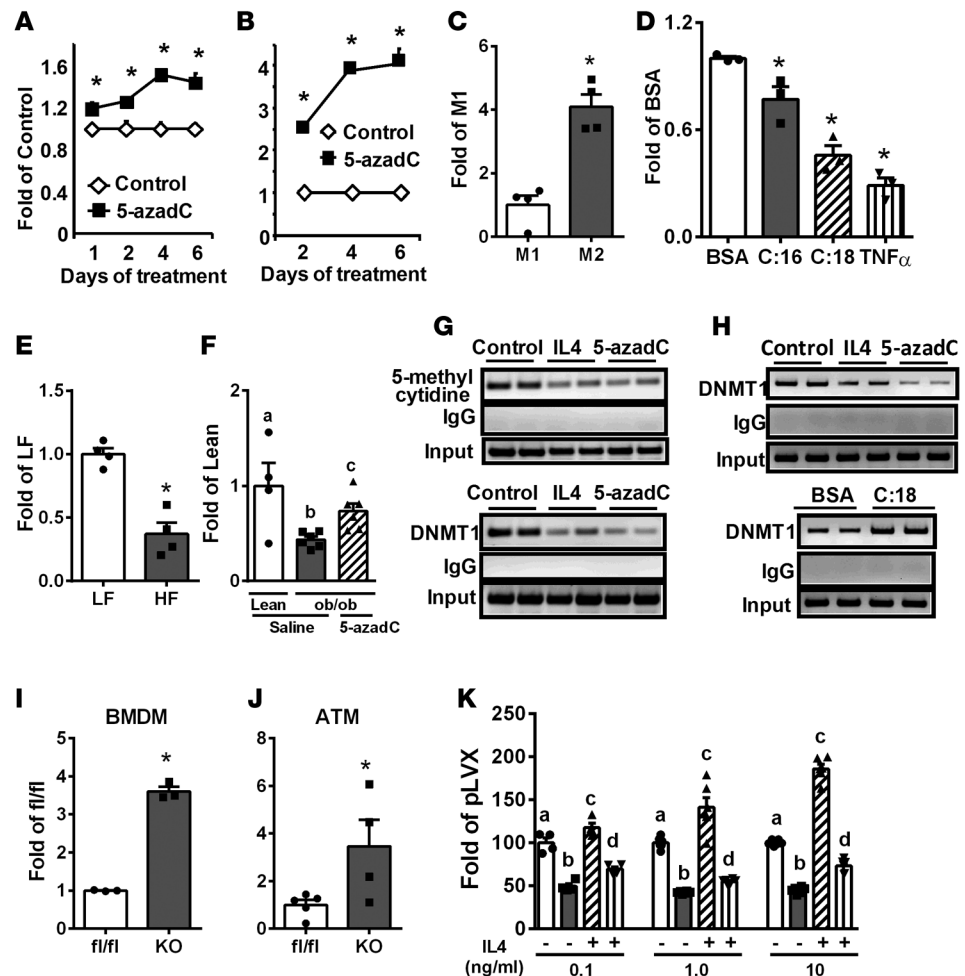 A
Fold of Control
1.6
1.2
0.8
0.4
0
*
*
*
*
Control
5-azadC
1 2 4 6
Days of treatment
B
4
3
2
1
0
*
*
*
Control
5-azadC
2 4 6
Days of treatment
C
Fold of M1
6
4
2
0
*
M1 M2
D
Fold of BSA
1.2
0.6
0.0
*
*
*
BSA C:16 C:18 TNFα
E
Fold of LF
1.5
1.0
0.5
0.0
*
LF HF
F
Fold of Lean
2
1
0
a
b
c
Lean ob/ob
Saline 5-azadC
G
Control IL4 5-azadC
5-methyl
cytidine
IgG
Input
Control IL4 5-azadC
DNMT1
IgG
Input
H
Control IL4 5-azadC
DNMT1
IgG
Input
BSA C:18
DNMT1
IgG
Input
I
BMDM
Fold of fl/fl
5
4
3
2
1
0
*
fl/fl KO
J
ATM
8
6
4
2
0
*
fl/fl KO
K
Fold of pLVX
250
200
150
100
50
0
a b c d
a b c d
a b c d
IL4 - - + + - - + + - - + +
(ng/ml) 0.1 1.0 10